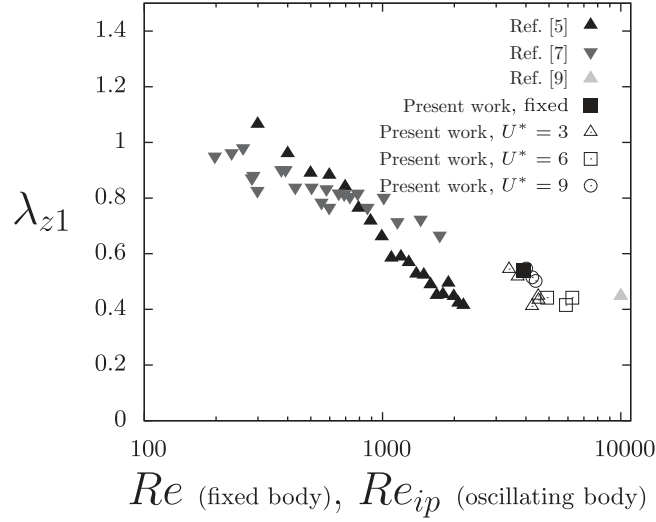 1.4
1.2
1
0.8
0.6
0.4
0.2
0
λz1
Ref. [5]
Ref. [7]
Ref. [9]
Present work, fixed
Present work, U* = 3
Present work, U* = 6
Present work, U* = 9
100 1000 10000
Re (fixed body), Reip (oscillating body)